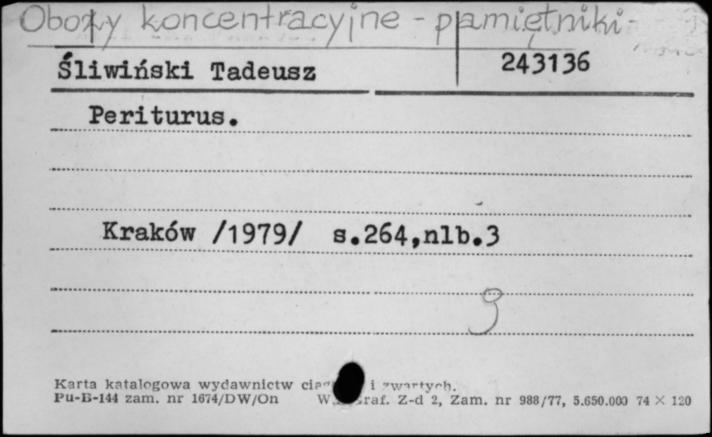 Obozy koncentracyjne - pamiętniki -
Śliwiński Tadeusz 243136
Periturus.
Kraków /1979/ s.264,nlb.3
Karta katalogowa wydawnictw i zwartych.
Pu-B-144 zam. nr 1674/DW/On Z-d 2, Zam. nr 988/77, 5.650.000 74 × 120